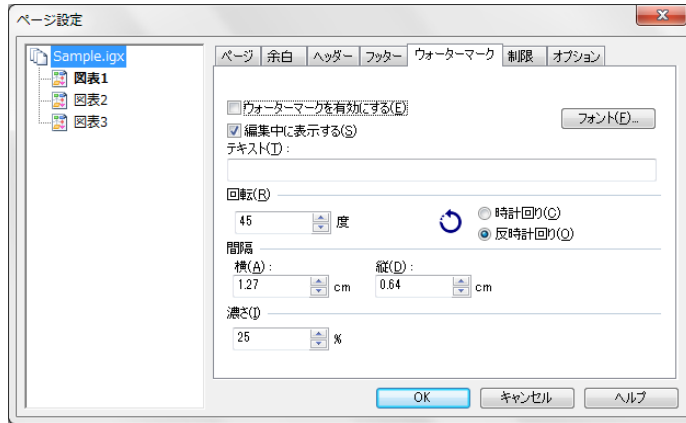 ページ設定
Sample.igx
図表1
図表2
図表3
ページ 余白 ヘッダー フッター ウォーターマーク 制限 オプション
ウォーターマークを有効にする(E)
フォント(F)...
編集中に表示する(S)
テキスト(T):
回転(R)
45 度
時計回り(C)
反時計回り(O)
間隔
横(A): 縦(D):
1.27 cm 0.64 cm
濃さ(I)
25 %
OK キャンセル ヘルプ